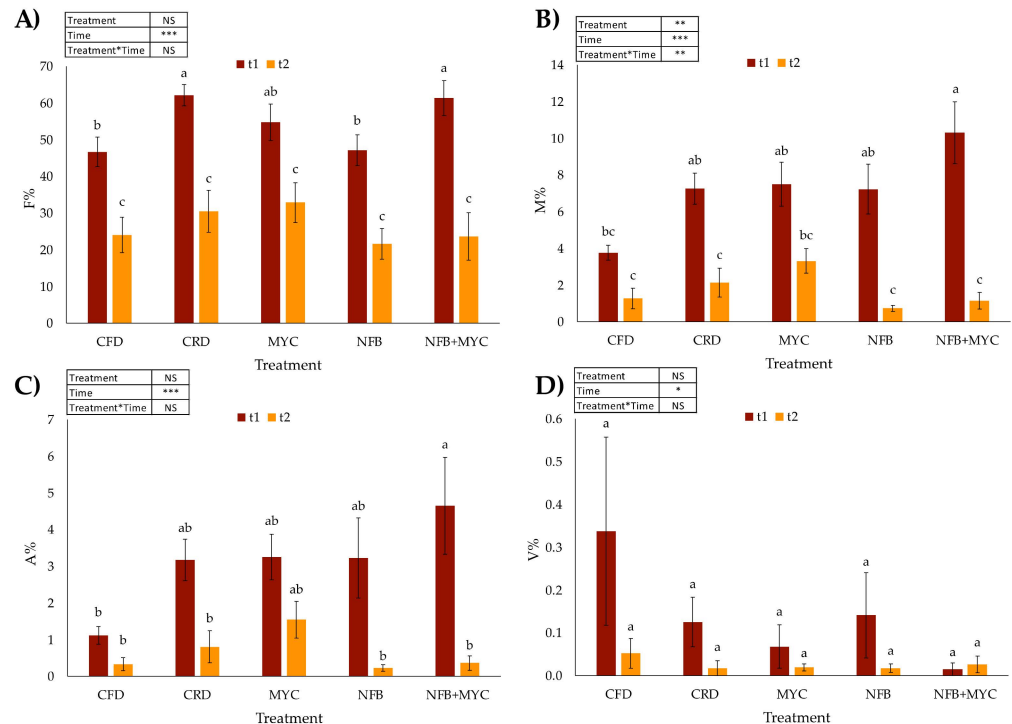 A)
Treatment NS
Time ***
Treatment*Time NS
t1 t2
70
60
50
40
30
20
10
0
F%
b c a c ab c b c a c
CFD CRD MYC NFB NFB+MYC
Treatment
B)
Treatment **
Time ***
Treatment*Time **
t1 t2
14
12
10
8
6
4
2
0
M%
bc c ab c ab bc ab c a c
CFD CRD MYC NFB NFB+MYC
Treatment
C)
Treatment NS
Time ***
Treatment*Time NS
t1 t2
7
6
5
4
3
2
1
0
A%
b b ab b ab ab ab b a b
CFD CRD MYC NFB NFB+MYC
Treatment
D)
Treatment NS
Time *
Treatment*Time NS
t1 t2
0.6
0.5
0.4
0.3
0.2
0.1
0.0
V%
a a a a a a a a a a
CFD CRD MYC NFB NFB+MYC
Treatment